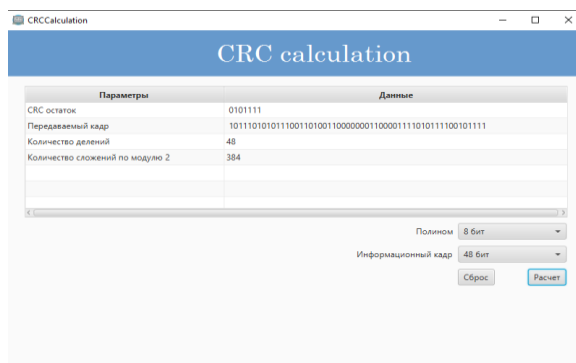 CRCCalculation
CRC calculation
Параметры Данные
CRC остаток 0101111
Передаваемый кадр 1011101010111001101001100000001100001111010111100101111
Количество делений 48
Количество сложений по модулю 2 384
Полином 8 бит
Информационный кадр 48 бит
Сброс Расчет